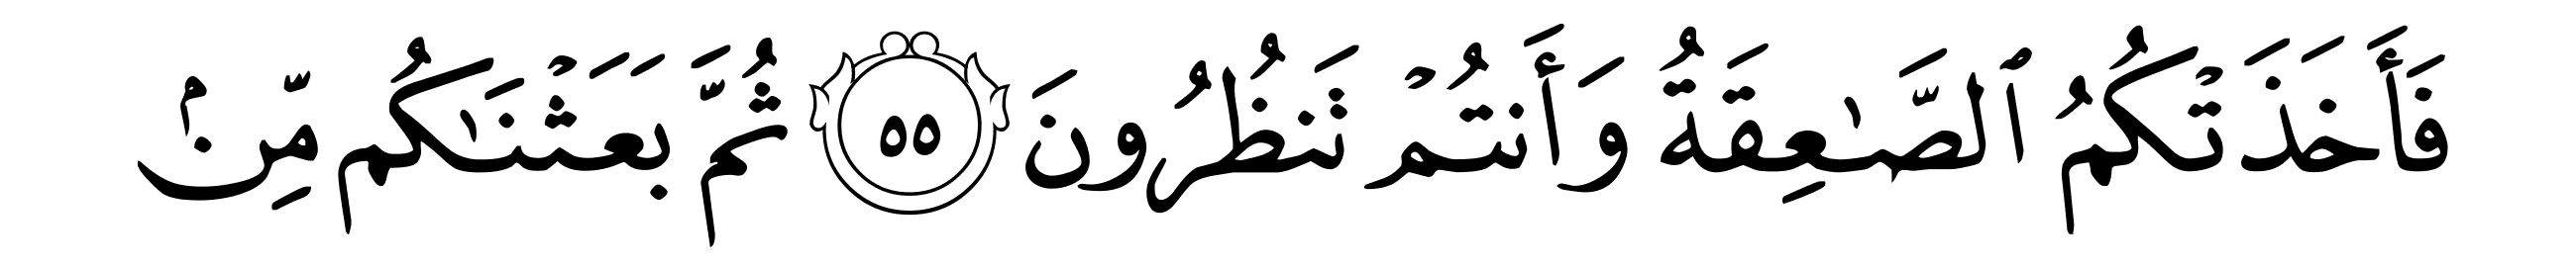 فَأَخَذَتْكُمُ ٱلصَّـٰعِقَةُ وَأَنتُمْ تَنظُرُونَ ٥٥ ثُمَّ بَعَثْنَـٰكُم مِّنۢ